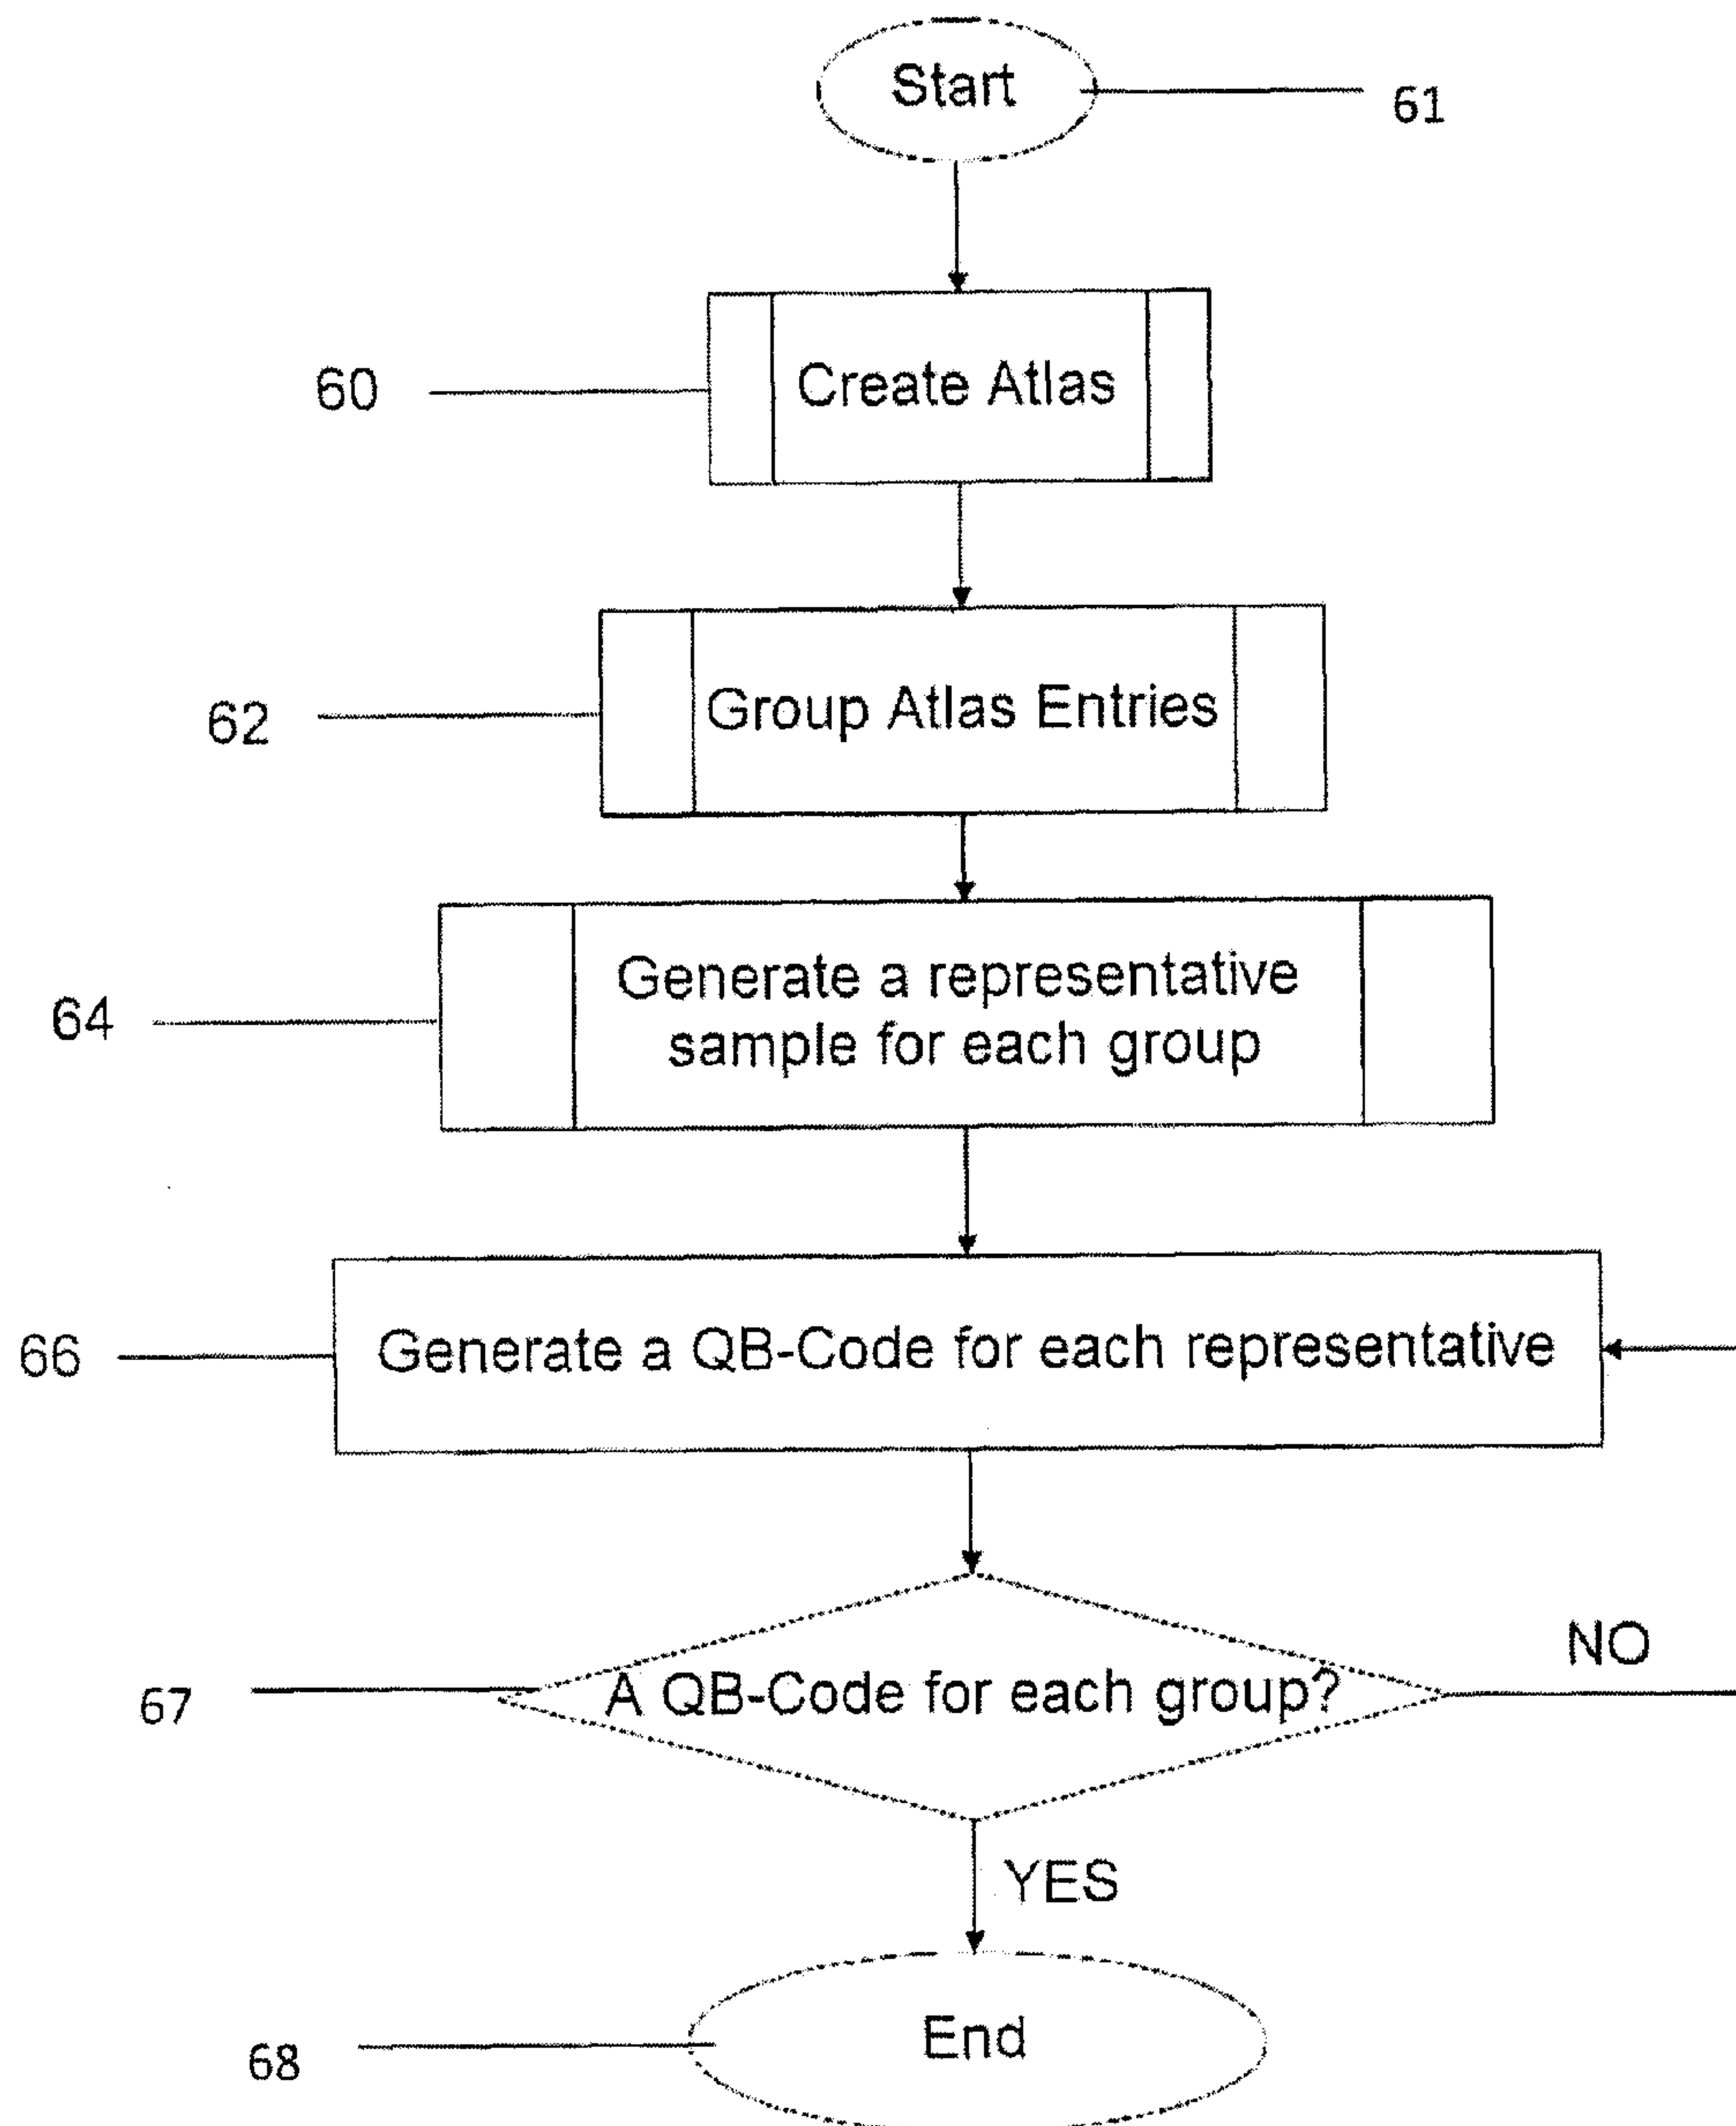 Start
61
60
Create Atlas
62
Group Atlas Entries
64
Generate a representative
sample for each group
66
Generate a QB-Code for each representative
67
A QB-Code for each group?
NO
YES
68
End